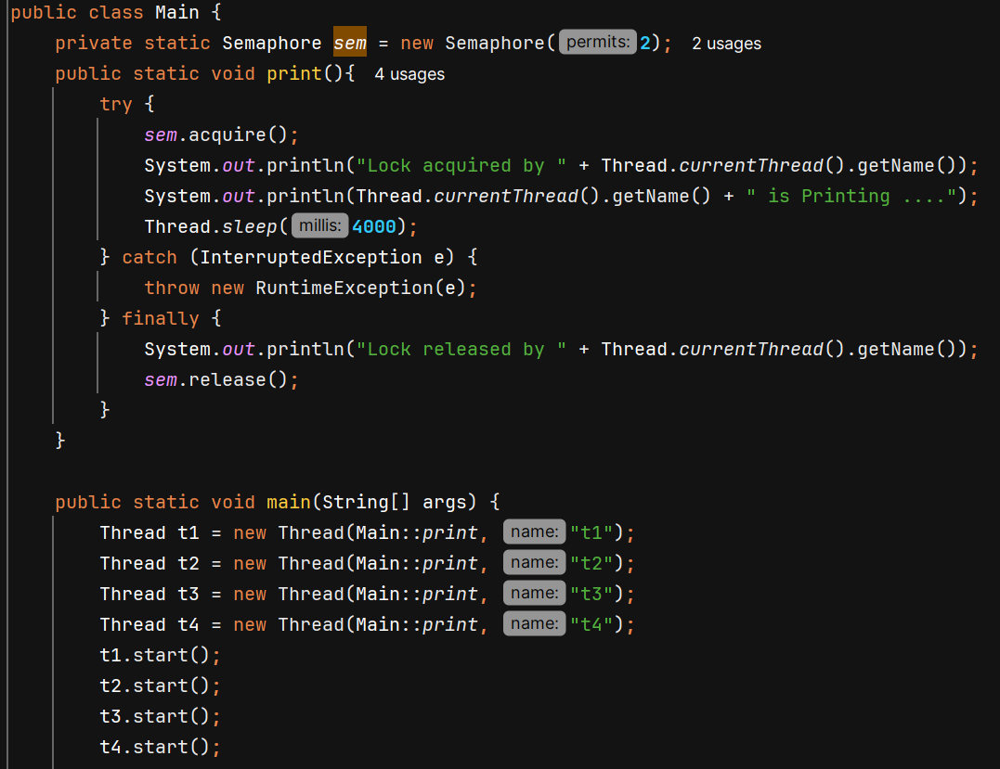 public class Main {
private static Semaphore sem = new Semaphore( permits: 2); 2 usages
public static void print(){ 4 usages
try {
sem.acquire();
System.out.println("Lock acquired by " + Thread.currentThread().getName());
System.out.println(Thread.currentThread().getName() + " is Printing ....");
Thread.sleep( millis: 4000);
} catch (InterruptedException e) {
throw new RuntimeException(e);
} finally {
System.out.println("Lock released by " + Thread.currentThread().getName());
sem.release();
}
}
public static void main(String[] args) {
Thread t1 = new Thread(Main::print, name: "t1");
Thread t2 = new Thread(Main::print, name: "t2");
Thread t3 = new Thread(Main::print, name: "t3");
Thread t4 = new Thread(Main::print, name: "t4");
t1.start();
t2.start();
t3.start();
t4.start();